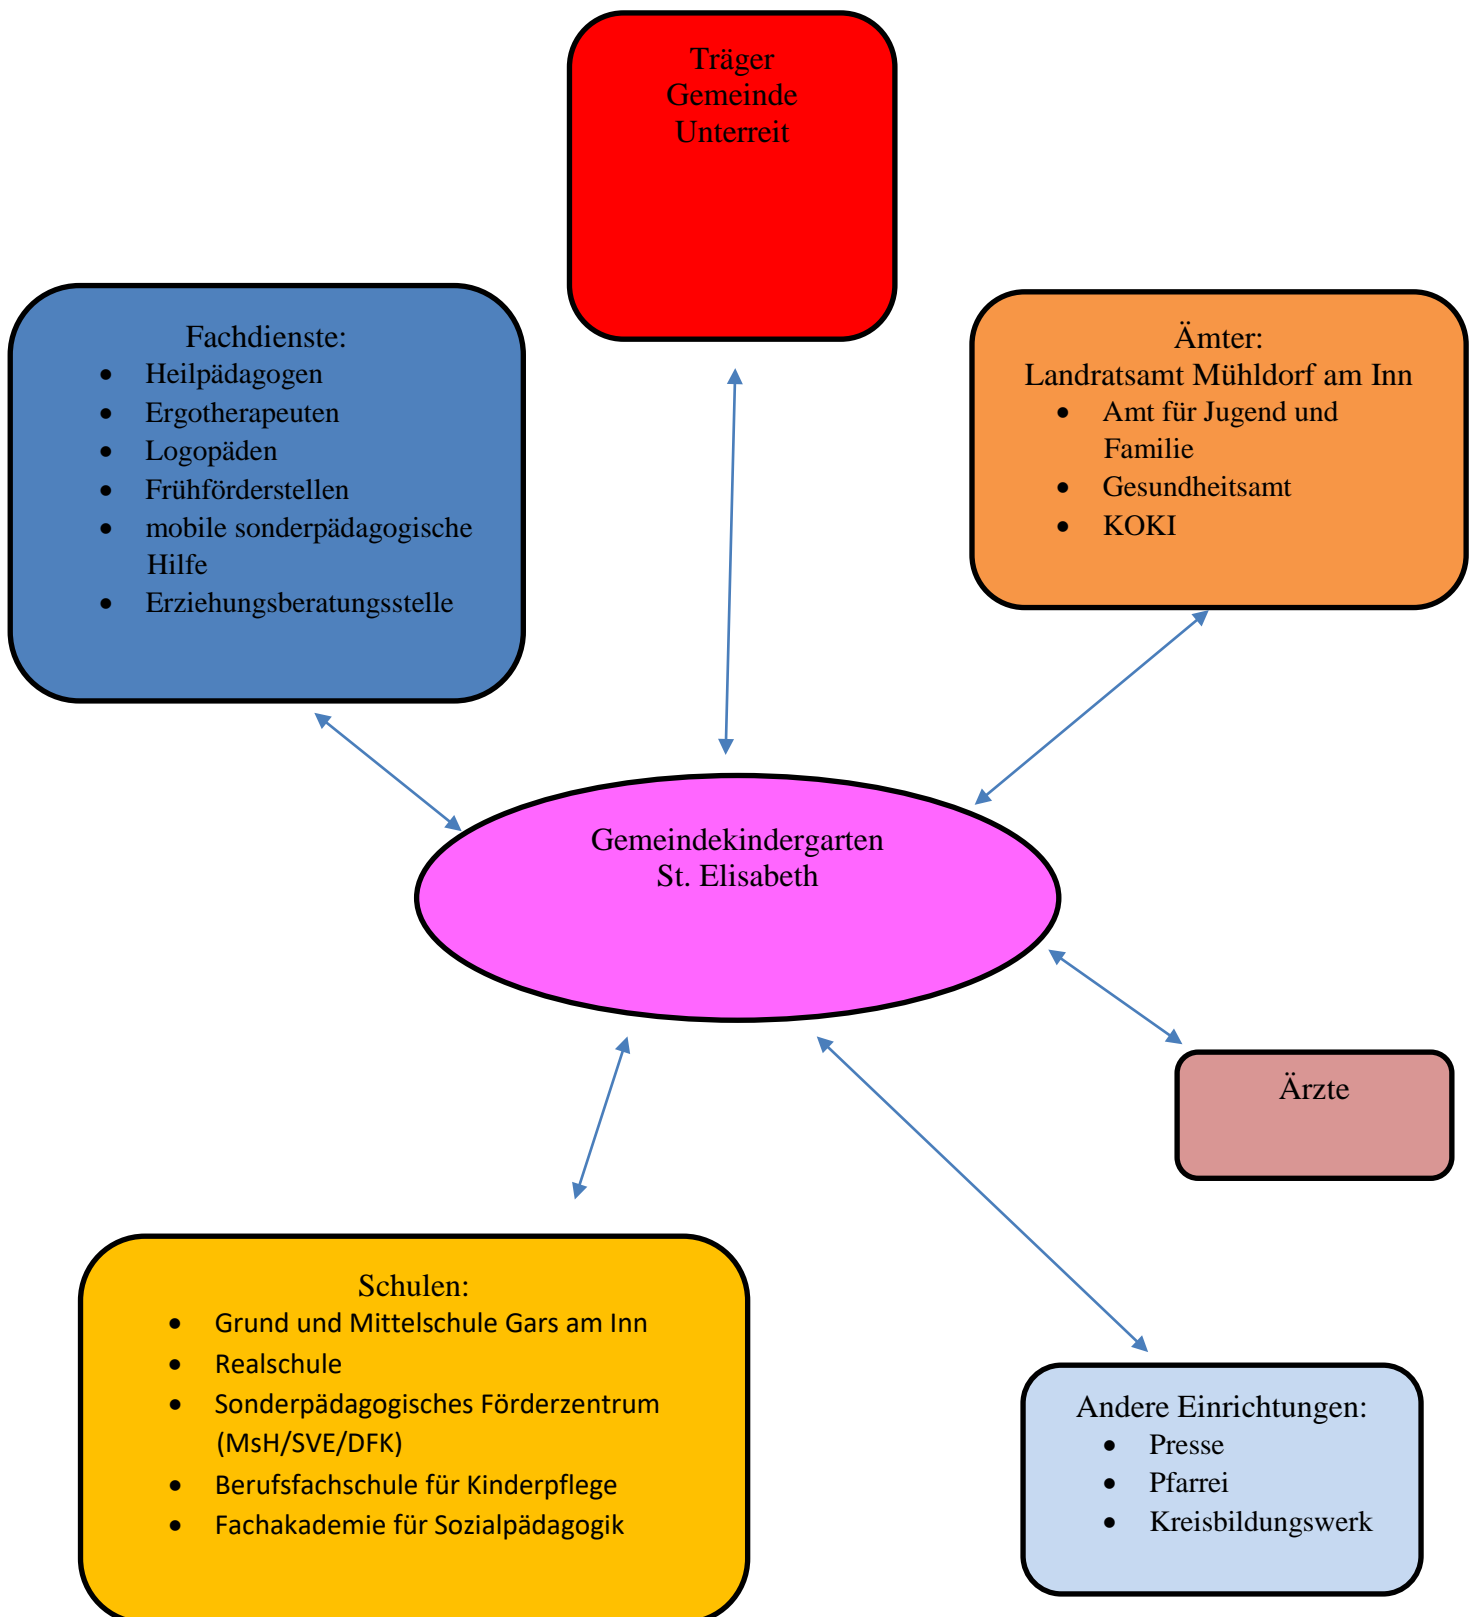 Träger
Gemeinde
Unterreit
Fachdienste:
• Heilpädagogen
• Ergotherapeuten
• Logopäden
• Frühförderstellen
• mobile sonderpädagogische
Hilfe
• Erziehungsberatungsstelle
Ämter:
Landratsamt Mühldorf am Inn
• Amt für Jugend und
Familie
• Gesundheitsamt
• KOKI
Gemeindekindergarten
St. Elisabeth
Ärzte
Schulen:
• Grund und Mittelschule Gars am Inn
• Realschule
• Sonderpädagogisches Förderzentrum
(MsH/SVE/DFK)
• Berufsfachschule für Kinderpflege
• Fachakademie für Sozialpädagogik
Andere Einrichtungen:
• Presse
• Pfarrei
• Kreisbildungswerk